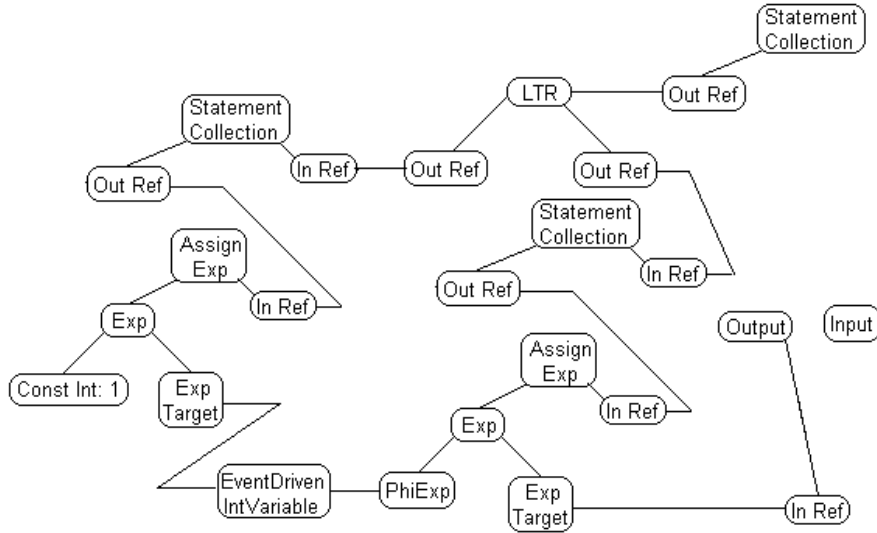 Statement
Collection
LTR
Out Ref
Statement
Collection
In Ref
Out Ref
Out Ref
Out Ref
Statement
Collection
Assign
Exp
In Ref
Out Ref
In Ref
Exp
Output
Input
Assign
Exp
Const Int: 1
Exp
Target
In Ref
Exp
EventDriven
IntVariable
PhiExp
Exp
Target
In Ref